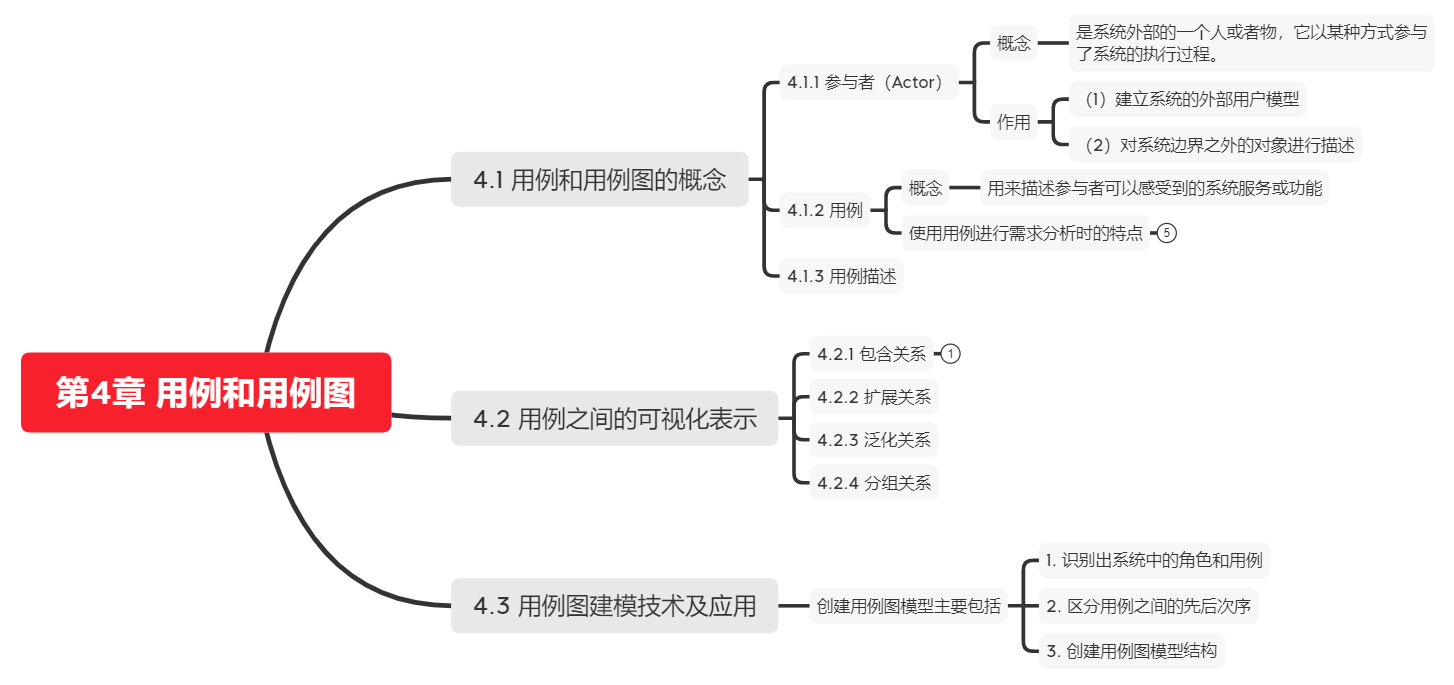 第4章 用例和用例图
4.1 用例和用例图的概念
4.1.1 参与者（Actor）
概念
是系统外部的一个人或者物，它以某种方式参与
了系统的执行过程。
作用
（1）建立系统的外部用户模型
（2）对系统边界之外的对象进行描述
4.1.2 用例
概念
用来描述参与者可以感受到的系统服务或功能
使用用例进行需求分析时的特点
5
4.1.3 用例描述
4.2 用例之间的可视化表示
4.2.1 包含关系
1
4.2.2 扩展关系
4.2.3 泛化关系
4.2.4 分组关系
4.3 用例图建模技术及应用
创建用例图模型主要包括
1. 识别出系统中的角色和用例
2. 区分用例之间的先后次序
3. 创建用例图模型结构